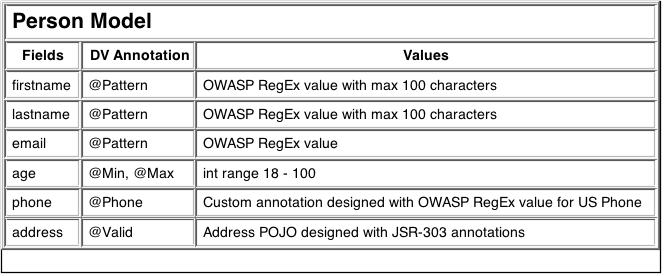 Person Model
Fields DV Annotation Values
firstname @Pattern OWASP RegEx value with max 100 characters
lastname @Pattern OWASP RegEx value with max 100 characters
email @Pattern OWASP RegEx value
age @Min, @Max int range 18 - 100
phone @Phone Custom annotation designed with OWASP RegEx value for US Phone
address @Valid Address POJO designed with JSR-303 annotations